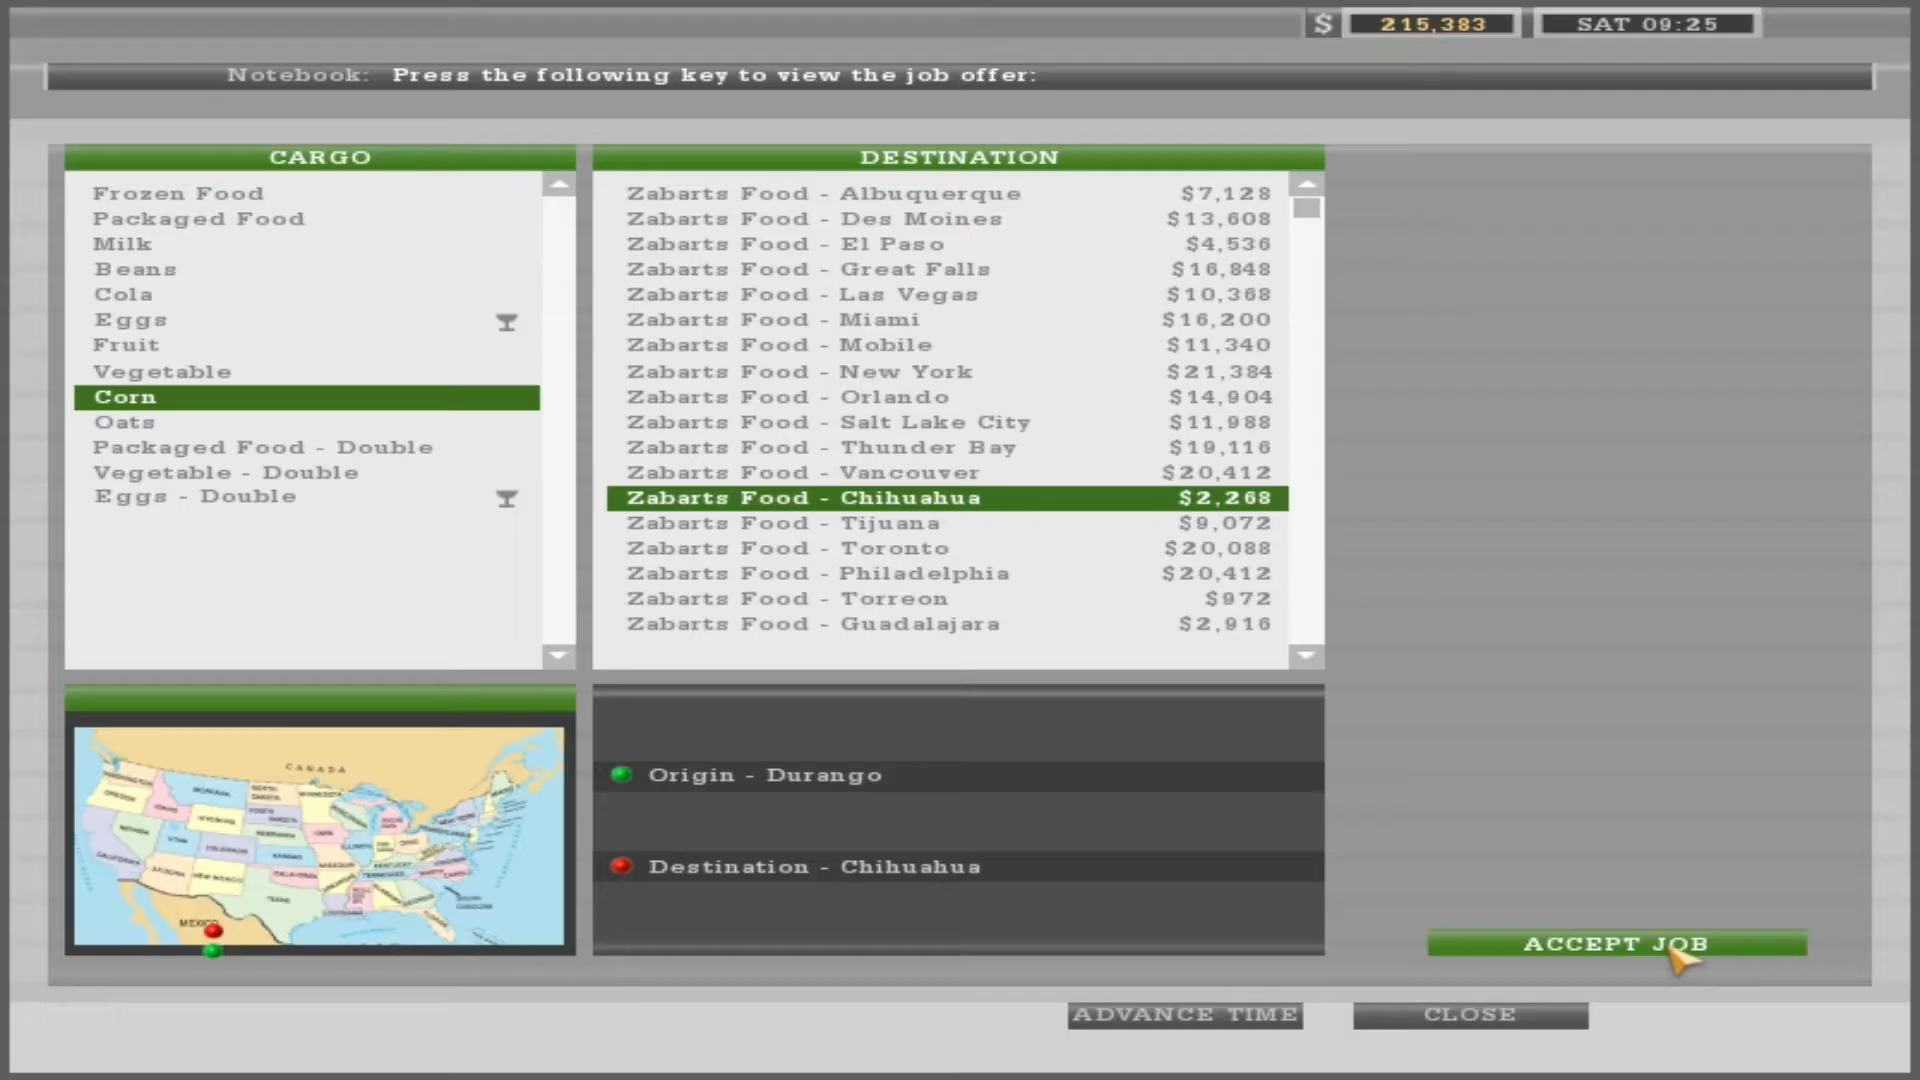 $ 215,383 SAT 09:25
Notebook: Press the following key to view the job offer:
CARGO
Frozen Food
Packaged Food
Milk
Beans
Cola
Eggs
Fruit
Vegetable
Corn
Oats
Packaged Food - Double
Vegetable - Double
Eggs - Double
DESTINATION
Zabarts Food - Albuquerque $7,128
Zabarts Food - Des Moines $13,608
Zabarts Food - El Paso $4,536
Zabarts Food - Great Falls $16,848
Zabarts Food - Las Vegas $10,368
Zabarts Food - Miami $16,200
Zabarts Food - Mobile $11,340
Zabarts Food - New York $21,384
Zabarts Food - Orlando $14,904
Zabarts Food - Salt Lake City $11,988
Zabarts Food - Thunder Bay $19,116
Zabarts Food - Vancouver $20,412
Zabarts Food - Chihuahua $2,268
Zabarts Food - Tijuana $9,072
Zabarts Food - Toronto $20,088
Zabarts Food - Philadelphia $20,412
Zabarts Food - Torreon $972
Zabarts Food - Guadalajara $2,916
CANADA
MEXICO
TEXAS
Origin - Durango
Destination - Chihuahua
ACCEPT JOB
ADVANCE TIME CLOSE